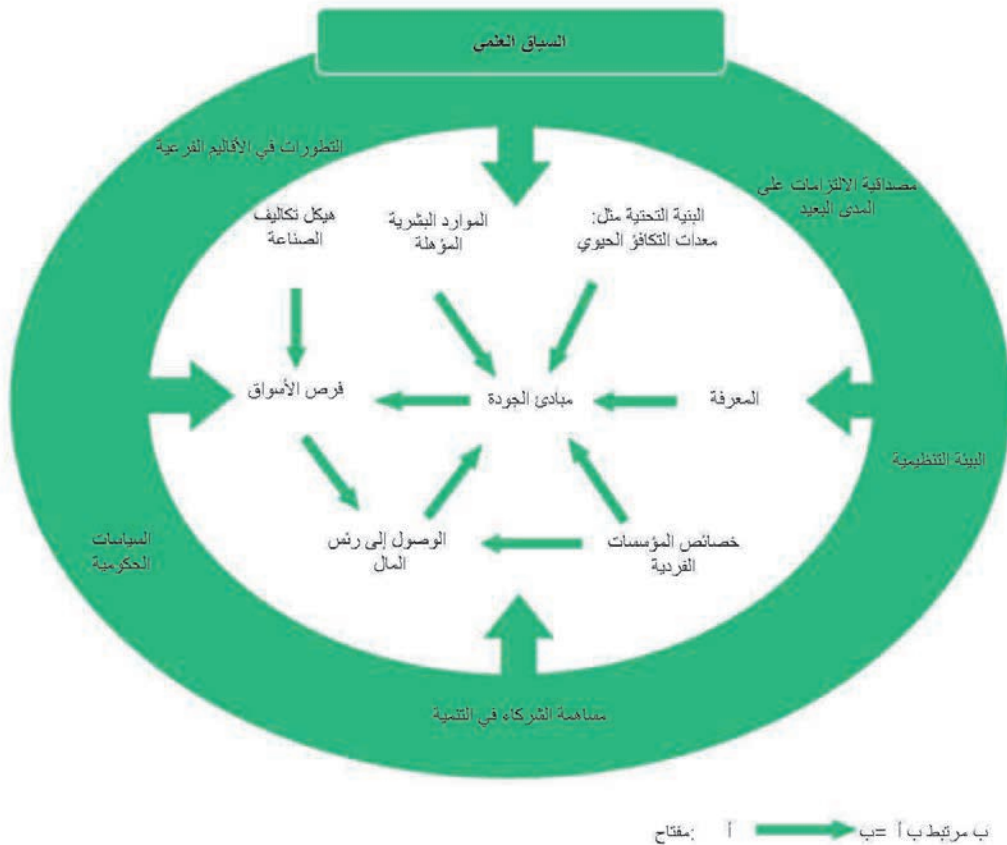 السياق العلمي
التطورات في الأقاليم الفرعية
مصداقية الالتزامات على
المدى البعيد
البنية التحتية مثل:
معدات التكافؤ الحيوي
الموارد البشرية
المؤهلة
هيكل تكاليف
الصناعة
المعرفة
مبادئ الجودة
فرص الأسواق
البيئة التنظيمية
خصائص المؤسسات
الفردية
الوصول إلى رئس
المال
السياسات
الحكومية
مساهمة الشركاء في التنمية
مفتاح: أ ب= ب مرتبط ب أ